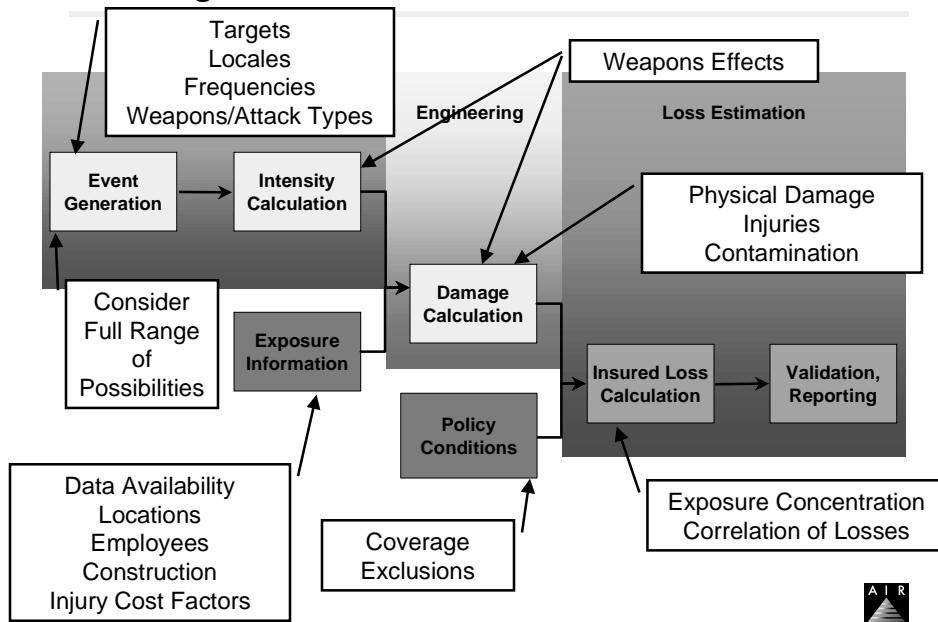 Targets
Locales
Frequencies
Weapons/Attack Types
Weapons Effects
Engineering
Loss Estimation
Event
Generation
Intensity
Calculation
Physical Damage
Injuries
Contamination
Consider
Full Range
of
Possibilities
Exposure
Information
Damage
Calculation
Insured Loss
Calculation
Validation,
Reporting
Policy
Conditions
Data Availability
Locations
Employees
Construction
Injury Cost Factors
Coverage
Exclusions
Exposure Concentration
Correlation of Losses
AIR